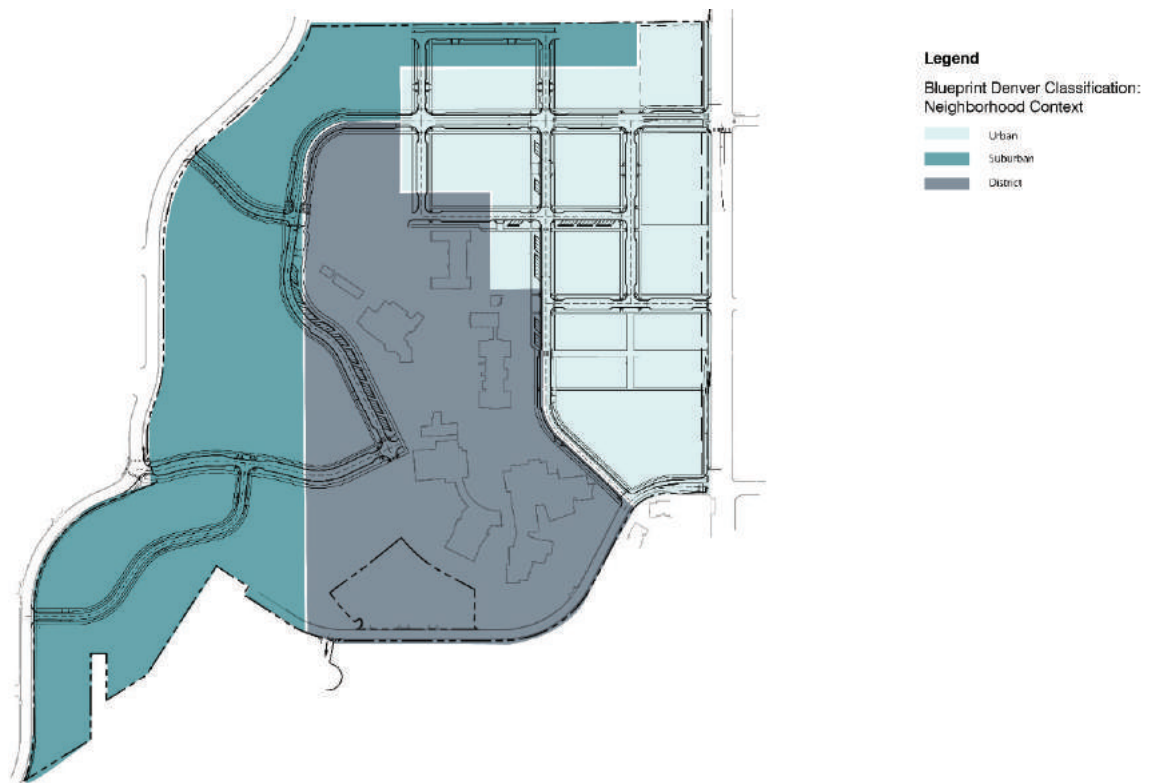 Legend
Blueprint Denver Classification:
Neighborhood Context
Urban
Suburban
District